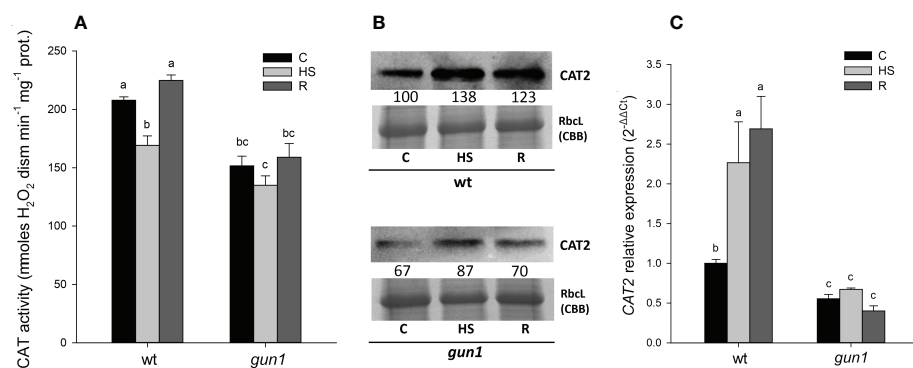 A
CAT activity (nmoles H₂O₂ dism min⁻¹ mg⁻¹ prot.)
250
200
150
100
50
0
C
HS
R
a
b
a
bc
c
bc
wt
gun1
B
CAT2
100 138 123
RbcL
(CBB)
C HS R
wt
CAT2
67 87 70
RbcL
(CBB)
C HS R
gun1
C
CAT2 relative expression (2⁻ΔΔCt)
3.5
3.0
2.5
2.0
1.5
1.0
0.5
0.0
C
HS
R
b
a
a
c
c
c
wt
gun1